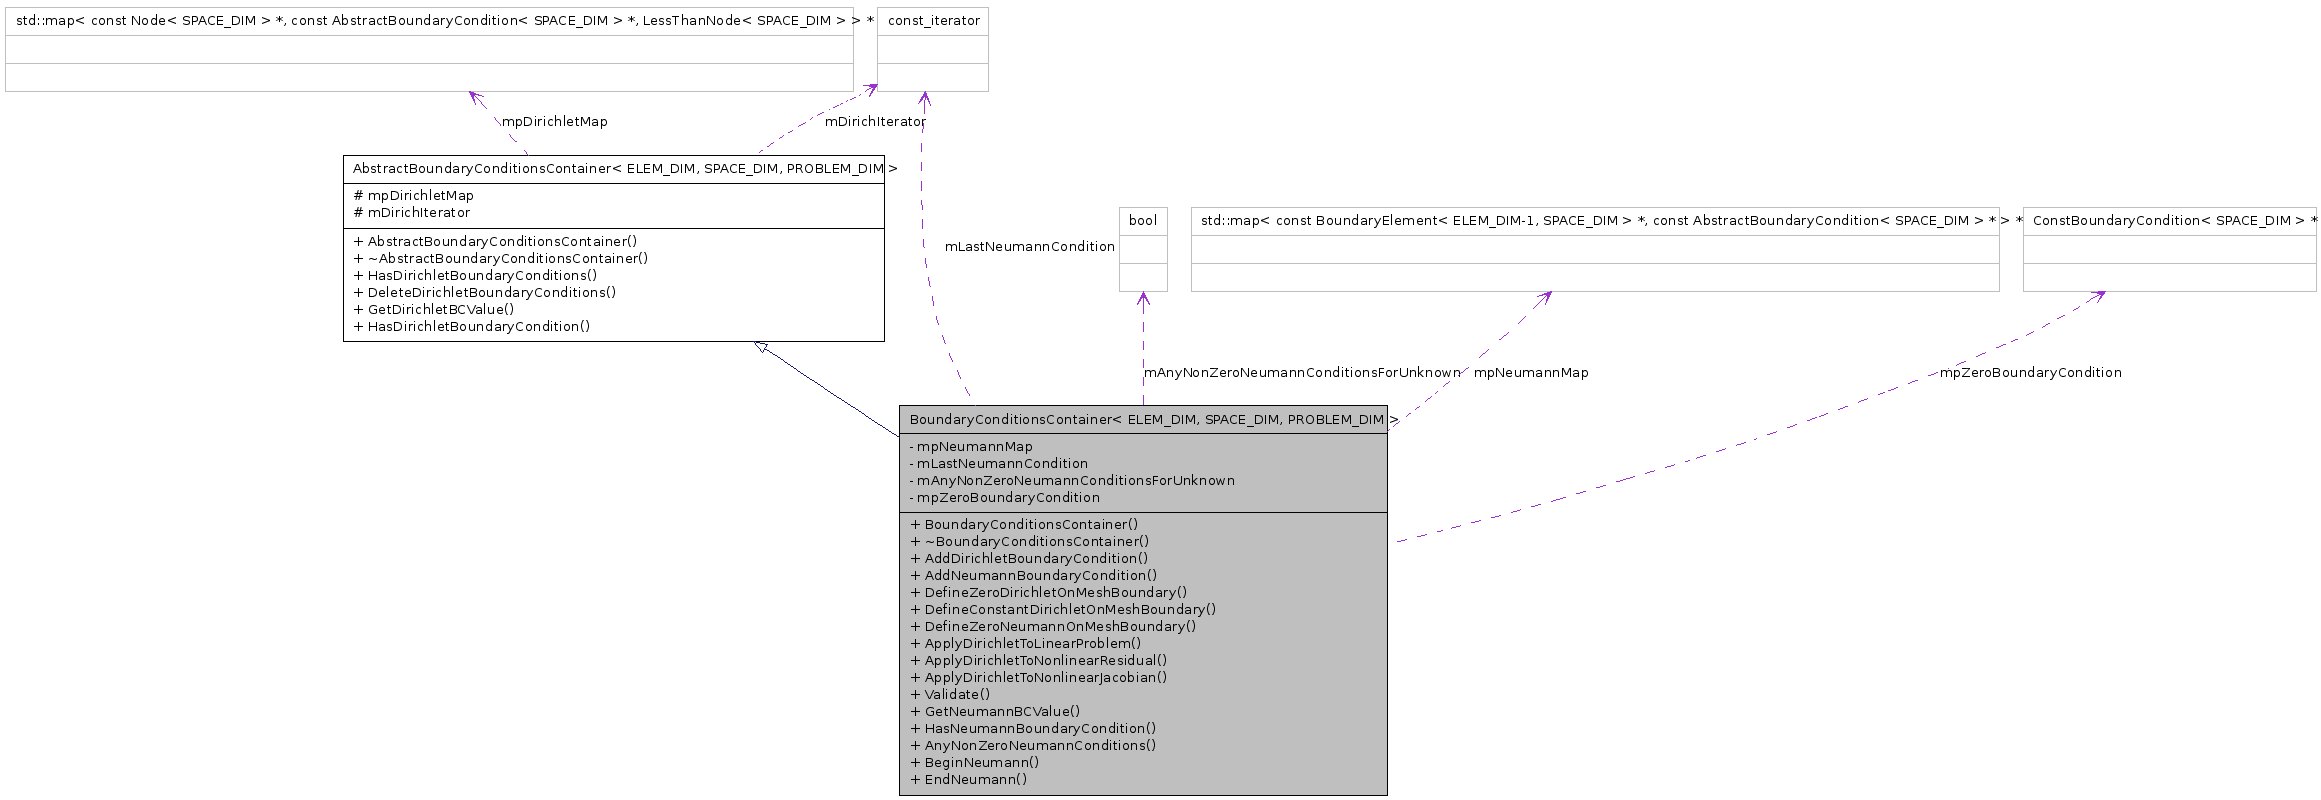 std::map< const Node< SPACE_DIM > *, const AbstractBoundaryCondition< SPACE_DIM > *, LessThanNode< SPACE_DIM > > *
const_iterator
mpDirichletMap
mDirichIterator
AbstractBoundaryConditionsContainer< ELEM_DIM, SPACE_DIM, PROBLEM_DIM >
# mpDirichletMap
# mDirichIterator
+ AbstractBoundaryConditionsContainer()
+ ~AbstractBoundaryConditionsContainer()
+ HasDirichletBoundaryConditions()
+ DeleteDirichletBoundaryConditions()
+ GetDirichletBCValue()
+ HasDirichletBoundaryCondition()
mLastNeumannCondition
bool
std::map< const BoundaryElement< ELEM_DIM-1, SPACE_DIM > *, const AbstractBoundaryCondition< SPACE_DIM > * > *
ConstBoundaryCondition< SPACE_DIM > *
mAnyNonZeroNeumannConditionsForUnknown
mpNeumannMap
mpZeroBoundaryCondition
BoundaryConditionsContainer< ELEM_DIM, SPACE_DIM, PROBLEM_DIM >
- mpNeumannMap
- mLastNeumannCondition
- mAnyNonZeroNeumannConditionsForUnknown
- mpZeroBoundaryCondition
+ BoundaryConditionsContainer()
+ ~BoundaryConditionsContainer()
+ AddDirichletBoundaryCondition()
+ AddNeumannBoundaryCondition()
+ DefineZeroDirichletOnMeshBoundary()
+ DefineConstantDirichletOnMeshBoundary()
+ DefineZeroNeumannOnMeshBoundary()
+ ApplyDirichletToLinearProblem()
+ ApplyDirichletToNonlinearResidual()
+ ApplyDirichletToNonlinearJacobian()
+ Validate()
+ GetNeumannBCValue()
+ HasNeumannBoundaryCondition()
+ AnyNonZeroNeumannConditions()
+ BeginNeumann()
+ EndNeumann()